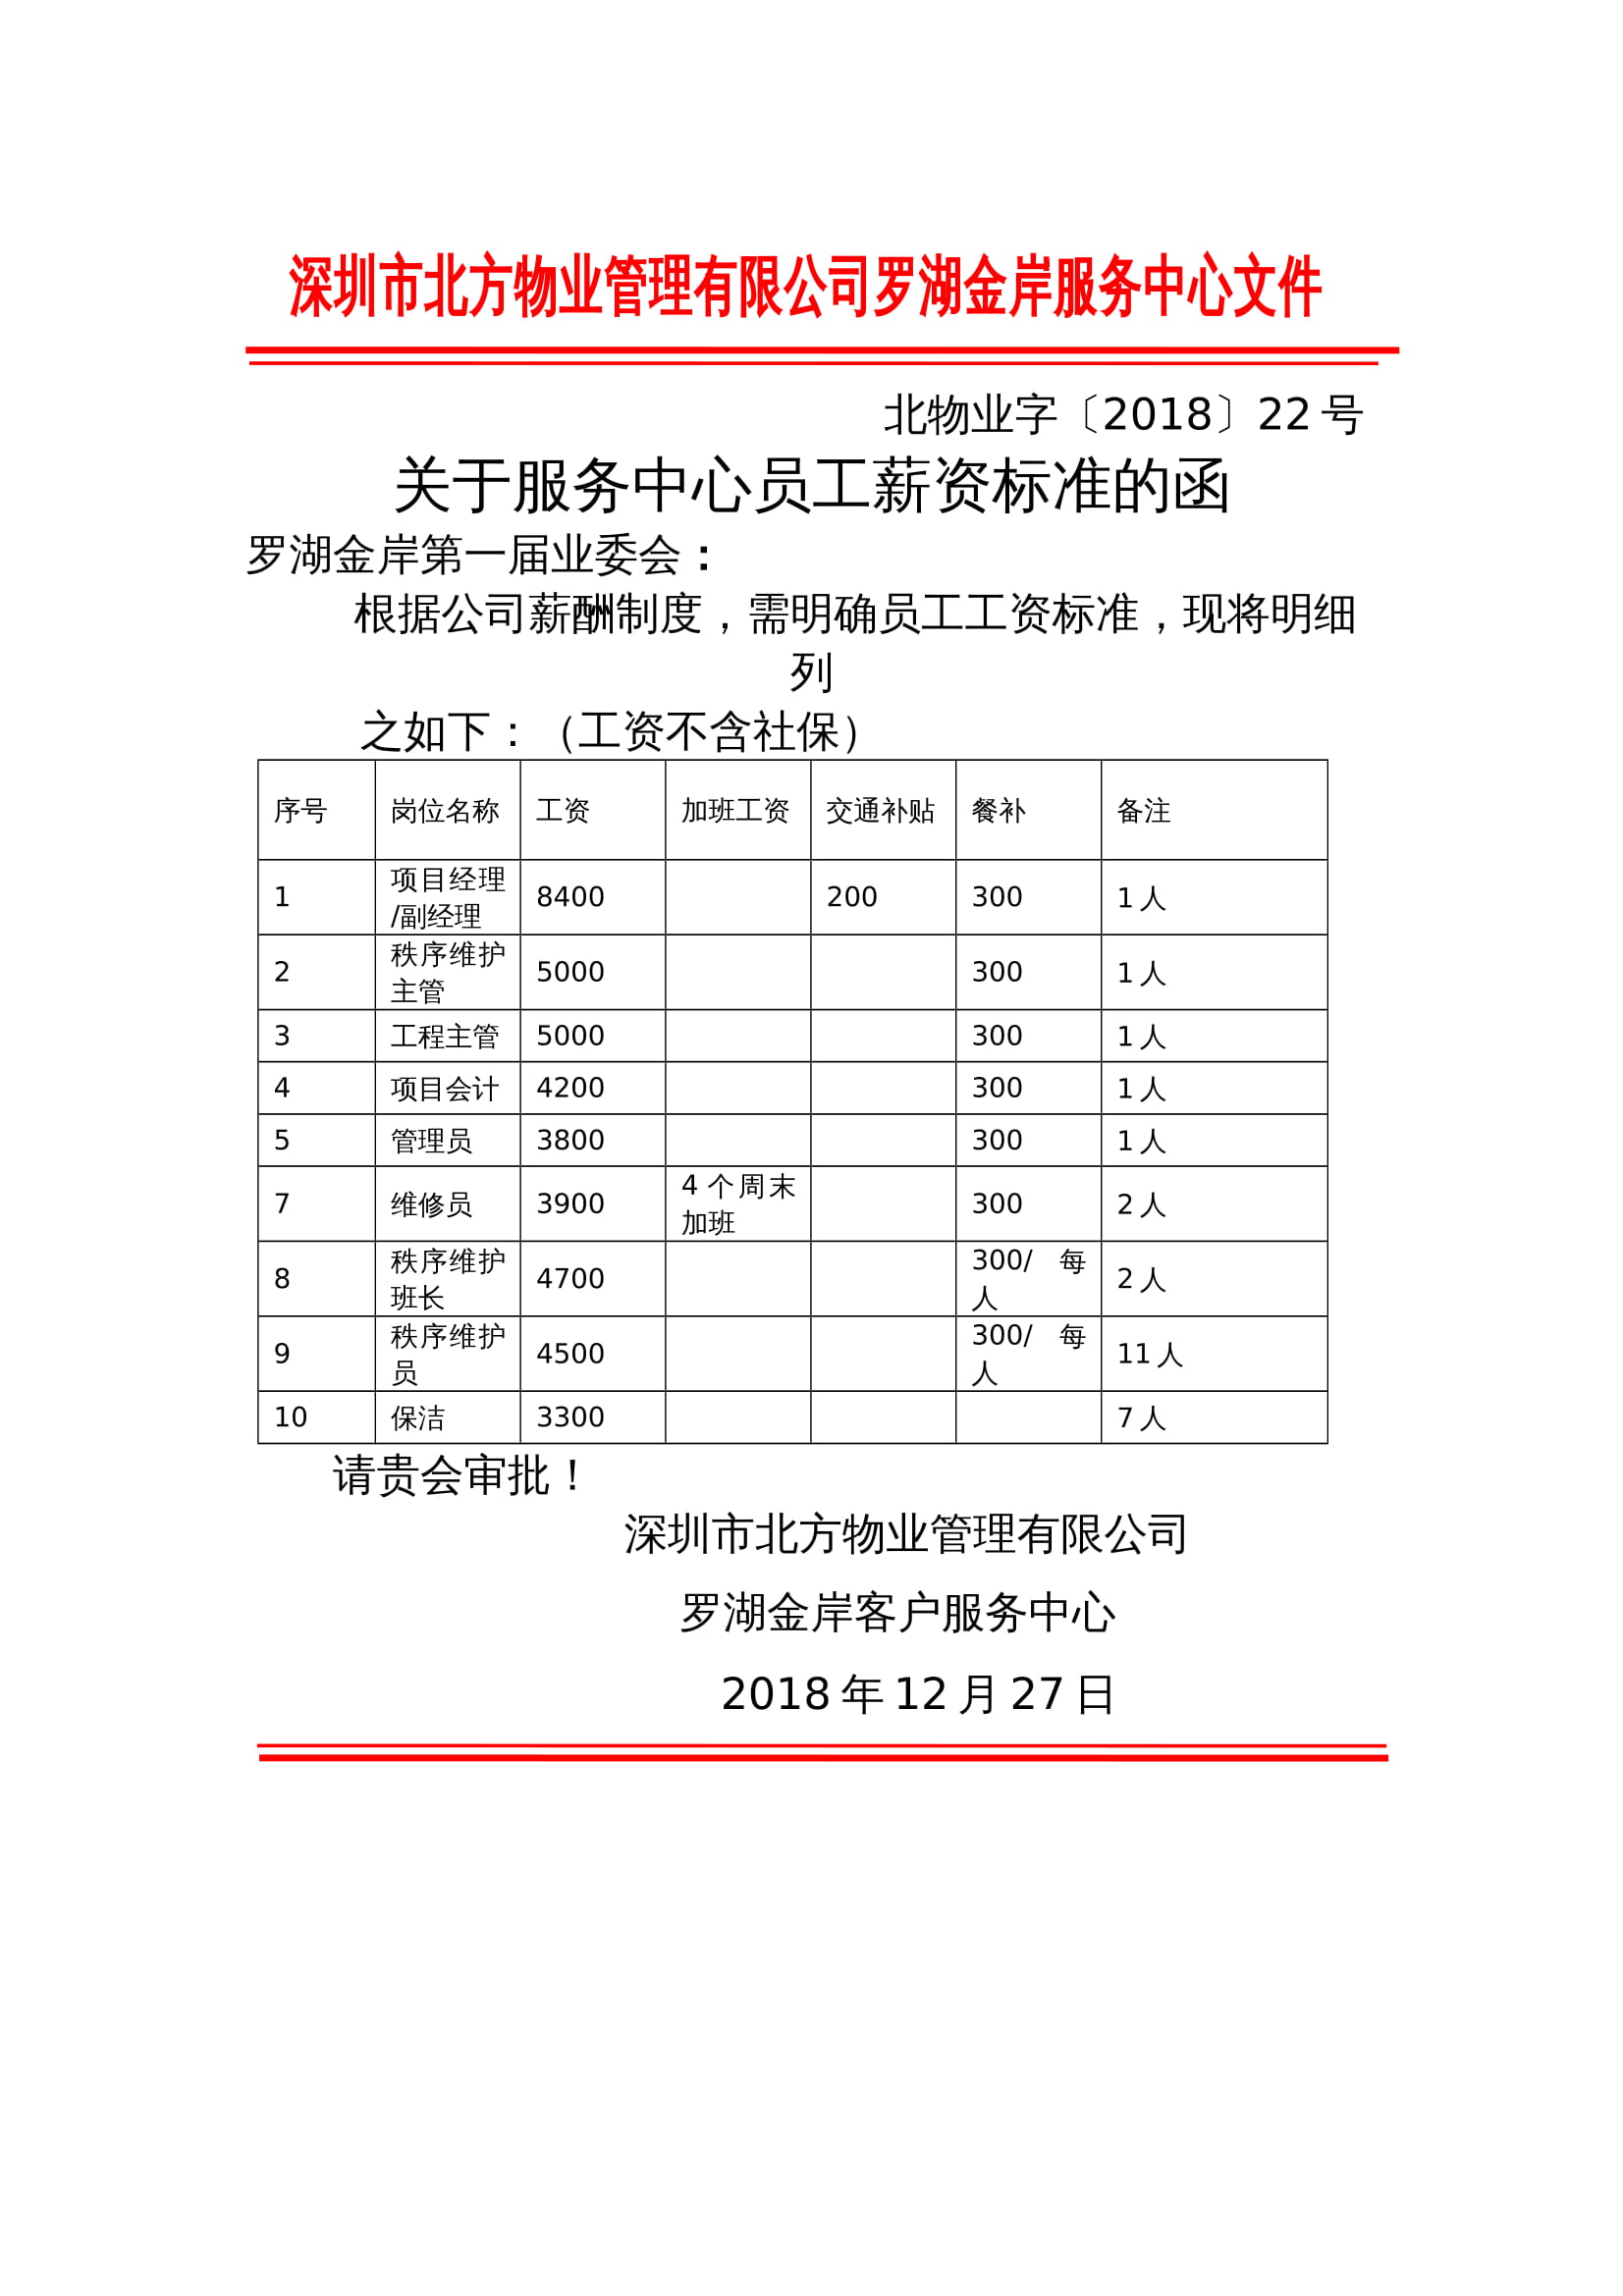 深圳市北方物业管理有限公司罗湖金岸服务中心文件
北物业字〔2018〕22 号
关于服务中心员工薪资标准的函
罗湖金岸第一届业委会：
根据公司薪酬制度，需明确员工工资标准，现将明细
列
之如下：（工资不含社保）
序号 岗位名称 工资 加班工资 交通补贴 餐补 备注
1 项目经理/副经理 8400 200 300 1 人
2 秩序维护主管 5000 300 1 人
3 工程主管 5000 300 1 人
4 项目会计 4200 300 1 人
5 管理员 3800 300 1 人
7 维修员 3900 4 个周末加班 300 2 人
8 秩序维护班长 4700 300/ 每人 2 人
9 秩序维护员 4500 300/ 每人 11 人
10 保洁 3300 7 人
请贵会审批！
深圳市北方物业管理有限公司
罗湖金岸客户服务中心
2018 年 12 月 27 日